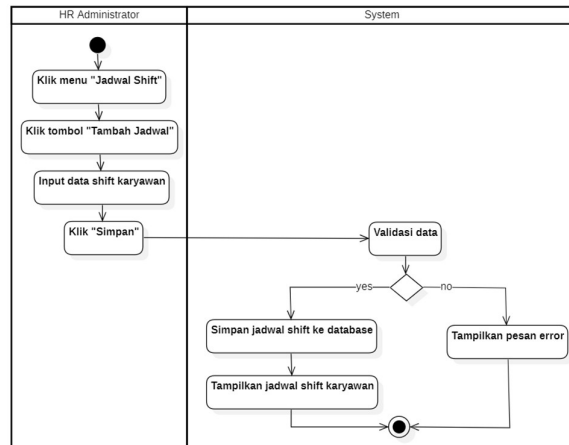 HR Administrator
System
Klik menu "Jadwal Shift"
Klik tombol "Tambah Jadwal"
Input data shift karyawan
Klik "Simpan"
Validasi data
yes
no
Simpan jadwal shift ke database
Tampilkan pesan error
Tampilkan jadwal shift karyawan